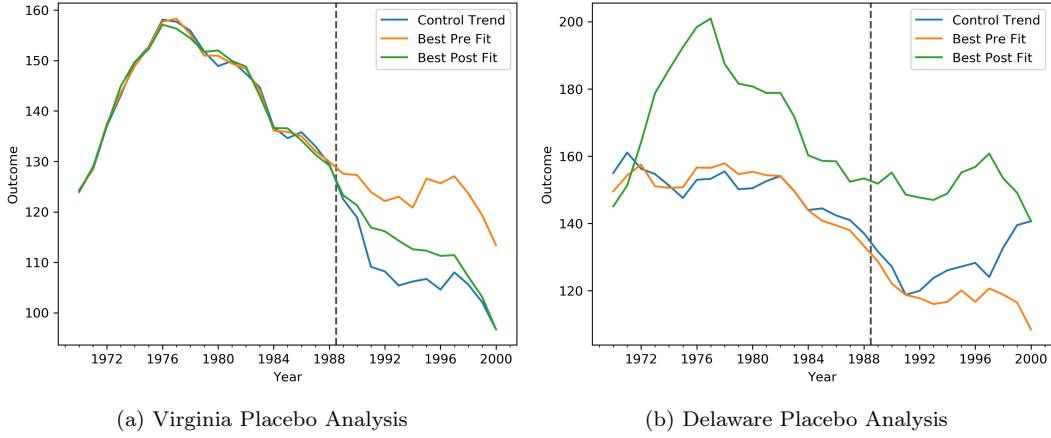 160
150
140
130
120
110
100
Outcome
Control Trend
Best Pre Fit
Best Post Fit
1972 1976 1980 1984 1988 1992 1996 2000
Year
(a) Virginia Placebo Analysis
200
180
160
140
120
Outcome
Control Trend
Best Pre Fit
Best Post Fit
1972 1976 1980 1984 1988 1992 1996 2000
Year
(b) Delaware Placebo Analysis